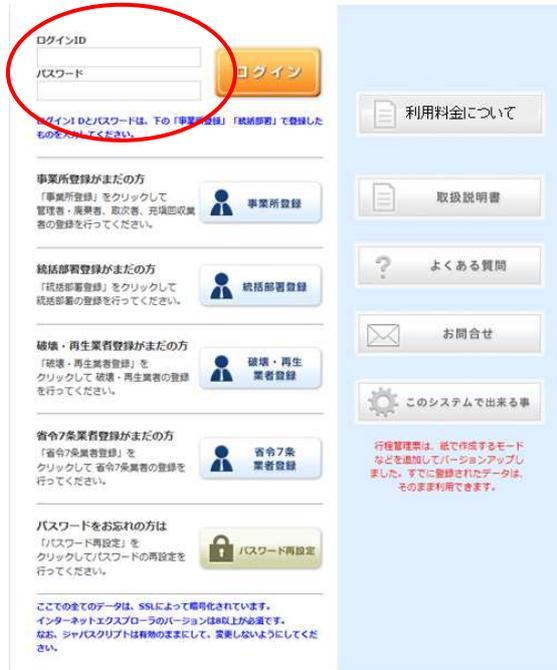 ログインID
パスワード
ログイン
ログインIDとパスワードは、下の「事業所登録」「統括部署」で登録した
ものを入力してください。
事業所登録がまだの方
「事業所登録」をクリックして
管理者・廃棄者、取次者、充填回収業
者の登録を行ってください。
事業所登録
統括部署登録がまだの方
「統括部署登録」をクリックして
統括部署の登録を行ってください。
統括部署登録
破壊・再生業者登録がまだの方
「破壊・再生業者登録」を
クリックして 破壊・再生業者の登録
を行ってください。
破壊・再生
業者登録
省令7条業者登録がまだの方
「省令7条業者登録」を
クリックして 省令7条業者の登録を
行ってください。
省令7条
業者登録
パスワードをお忘れの方は
「パスワード再設定」を
クリックしてパスワードの再設定を
行ってください。
パスワード再設定
ここでの全てのデータは、SSLによって暗号化されています。
インターネットエクスプローラのバージョンは8以上が必須です。
なお、ジャバスクリプトは有効のままにして、変更しないようにしてくだ
さい。
利用料金について
取扱説明書
よくある質問
お問合せ
このシステムで出来る事
行程管理票は、紙で作成するモード
などを追加してバージョンアップし
ました。すでに登録されたデータは、
そのまま利用できます。